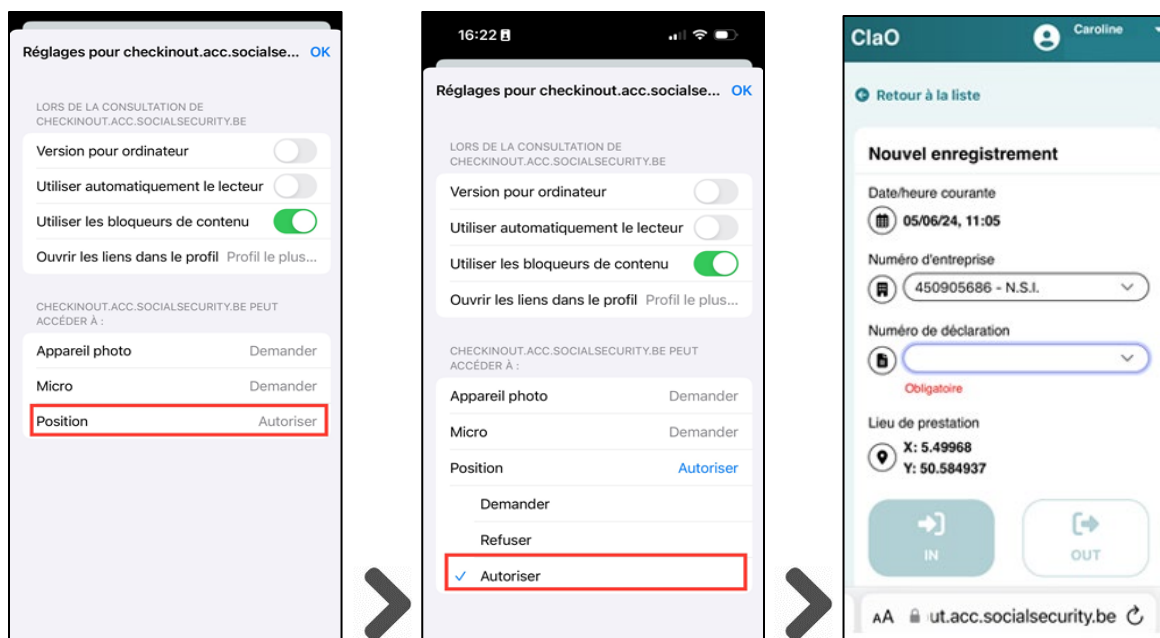 Réglages pour checkinout.acc.socialse... OK
LORS DE LA CONSULTATION DE
CHECKINOUT.ACC.SOCIALSECURITY.BE
Version pour ordinateur
Utiliser automatiquement le lecteur
Utiliser les bloqueurs de contenu
Ouvrir les liens dans le profil Profil le plus...
CHECKINOUT.ACC.SOCIALSECURITY.BE PEUT
ACCÉDER À :
Appareil photo Demander
Micro Demander
Position Autoriser
16:22
Réglages pour checkinout.acc.socialse... OK
LORS DE LA CONSULTATION DE
CHECKINOUT.ACC.SOCIALSECURITY.BE
Version pour ordinateur
Utiliser automatiquement le lecteur
Utiliser les bloqueurs de contenu
Ouvrir les liens dans le profil Profil le plus...
CHECKINOUT.ACC.SOCIALSECURITY.BE PEUT
ACCÉDER À :
Appareil photo Demander
Micro Demander
Position Autoriser
Demander
Refuser
Autoriser
CIaO Caroline
Retour à la liste
Nouvel enregistrement
Date/heure courante
05/06/24, 11:05
Numéro d'entreprise
450905686 - N.S.I.
Numéro de déclaration
Obligatoire
Lieu de prestation
X: 5.49968
Y: 50.584937
IN OUT
AA ut.acc.socialsecurity.be